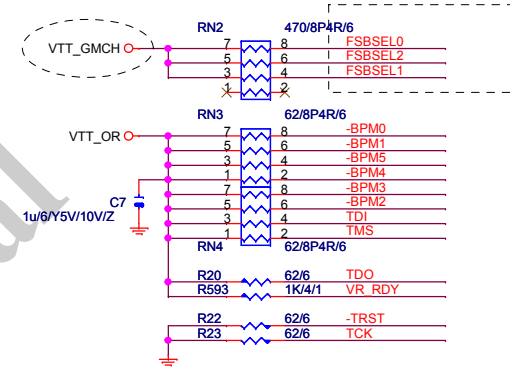 RN2 470/8P4R/6
VTT_GMCH 7 8 FSBSEL0
5 6 FSBSEL2
3 4 FSBSEL1
1 2
RN3 62/8P4R/6
VTT_OR 7 8 -BPM0
5 6 -BPM1
3 4 -BPM5
1 2 -BPM4
C7 7 8 -BPM3
1u/6/Y5V/10V/Z 5 6 -BPM2
3 4 TDI
1 2 TMS
RN4 62/8P4R/6
R20 62/6 TDO
R593 1K/4/1 VR_RDY
R22 62/6 -TRST
R23 62/6 TCK